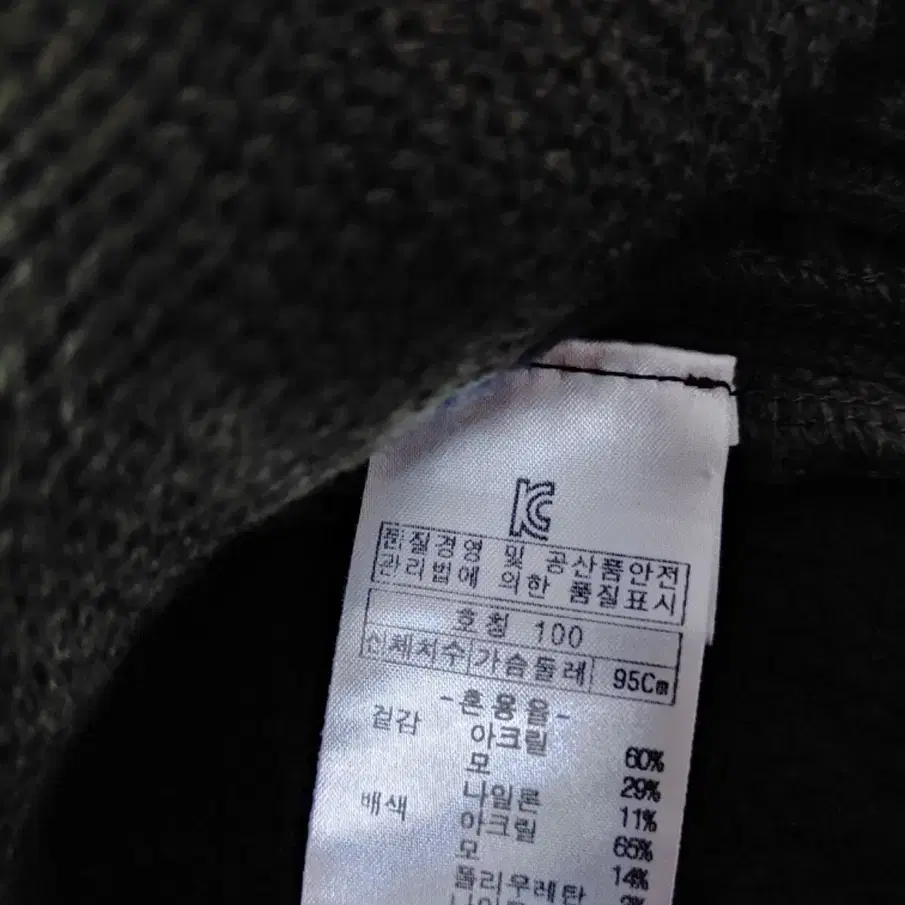 KC
품질경영 및 공산품안전
관리법에 의한 품질표시
호칭 100
신체치수 가슴둘레 95Cm
-혼용율-
겉감 아크릴 60%
모 29%
나일론 11%
배색 아크릴 65%
모 14%
폴리우레탄